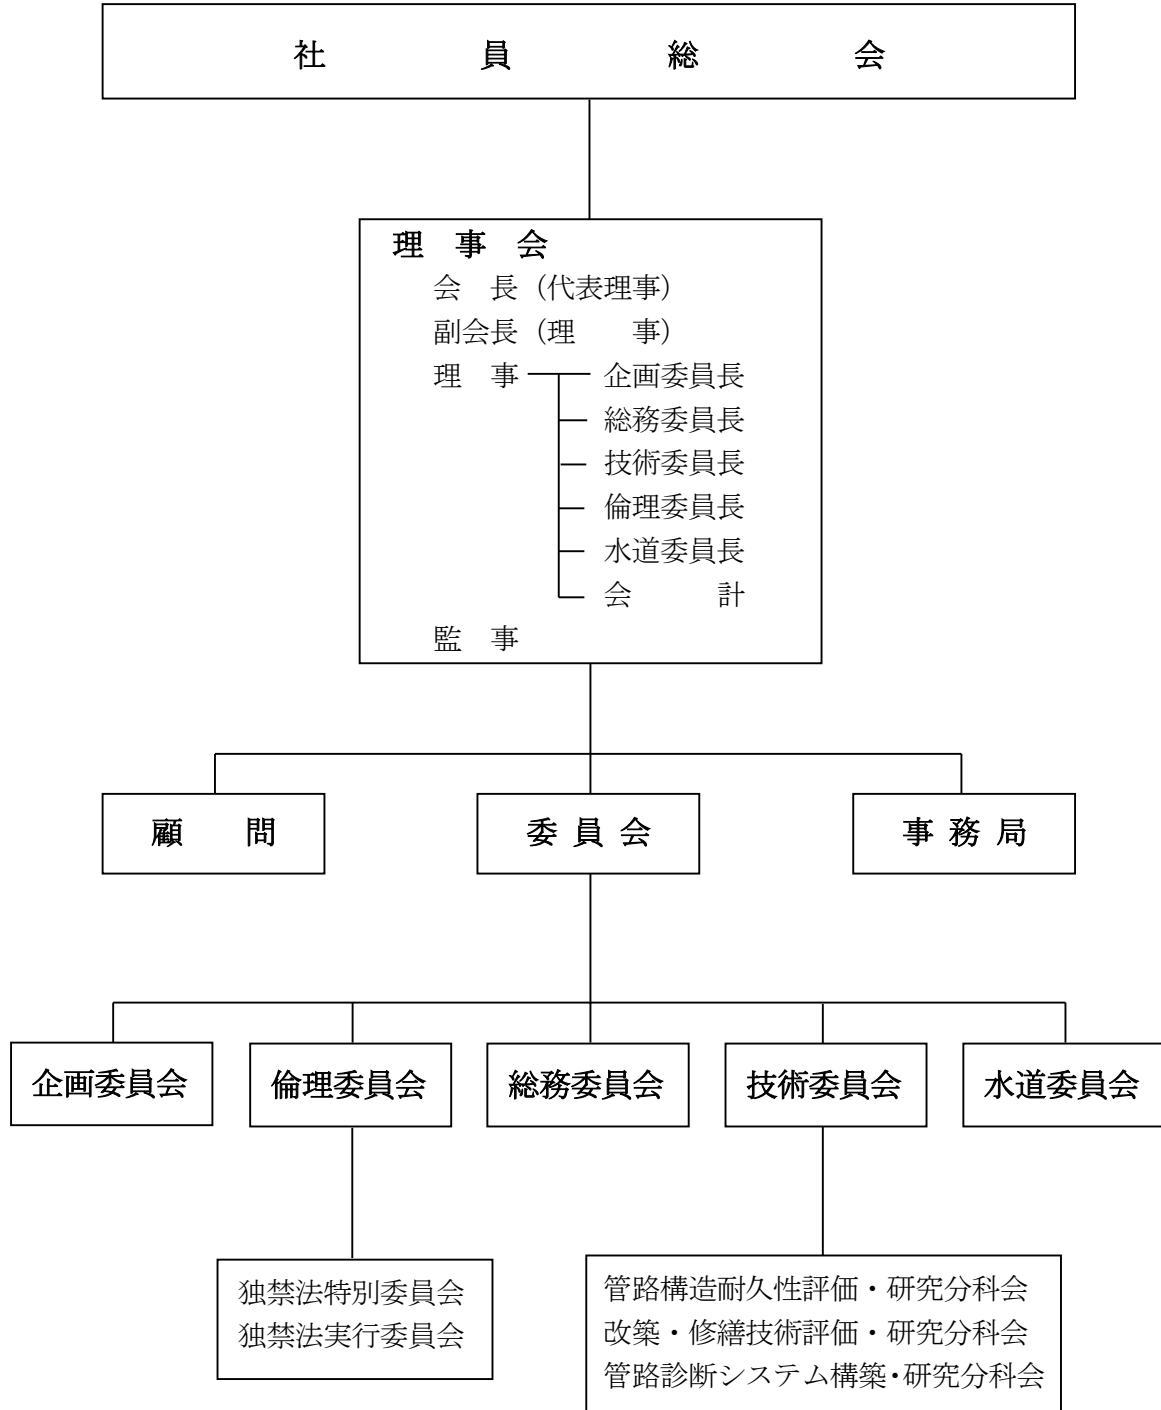 社員総会
理事会
会長（代表理事）
副会長（理事）
理事 企画委員長
総務委員長
技術委員長
倫理委員長
水道委員長
会計
監事
顧問 委員会 事務局
企画委員会 倫理委員会 総務委員会 技術委員会 水道委員会
独禁法特別委員会
独禁法実行委員会
管路構造耐久性評価・研究分科会
改築・修繕技術評価・研究分科会
管路診断システム構築・研究分科会